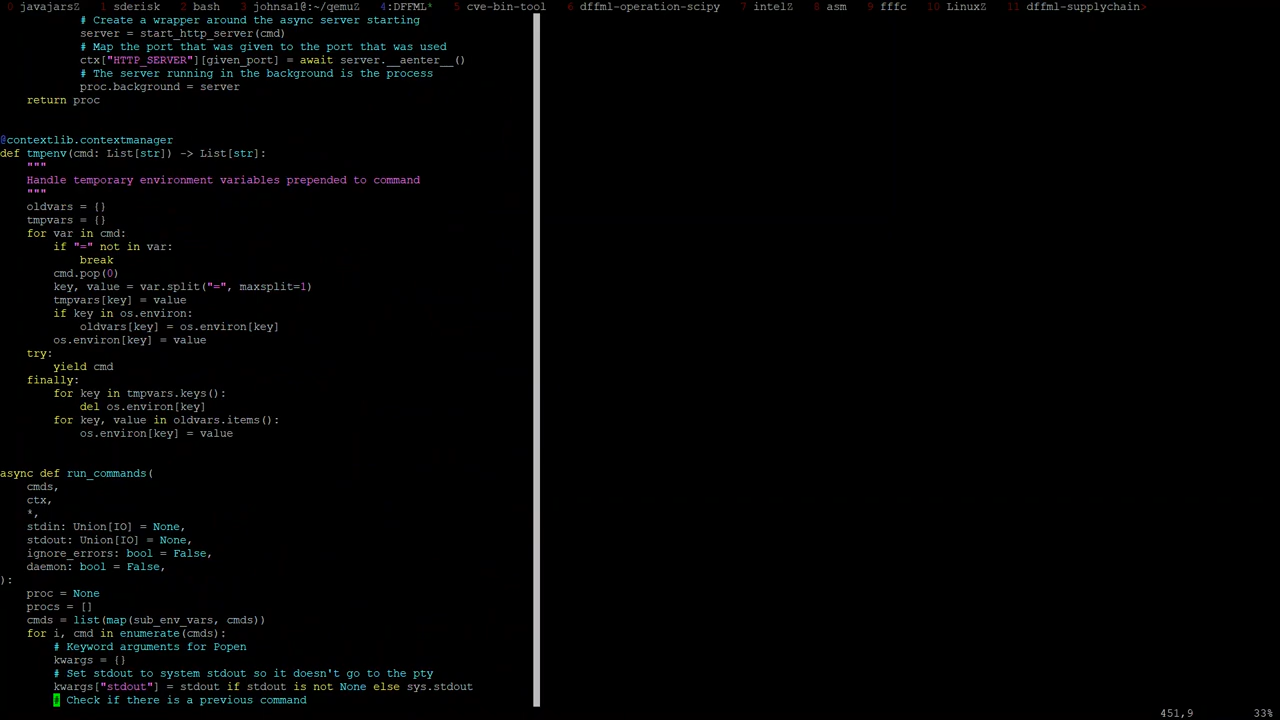 0 javajarsZ  1 sderisk  2 bash  3 johnsa1@:~/qemuZ  4:DFFML*  5 cve-bin-tool  6 dffml-operation-scipy  7 intelZ  8 asm  9 fffc  10 LinuxZ  11 dffml-supplychain>
# Create a wrapper around the async server starting
server = start_http_server(cmd)
# Map the port that was given to the port that was used
ctx["HTTP_SERVER"][given_port] = await server.__aenter__()
# The server running in the background is the process
proc.background = server
return proc
@contextlib.contextmanager
def tmpenv(cmd: List[str]) -> List[str]:
"""
Handle temporary environment variables prepended to command
"""
oldvars = {}
tmpvars = {}
for var in cmd:
if "=" not in var:
break
cmd.pop(0)
key, value = var.split("=", maxsplit=1)
tmpvars[key] = value
if key in os.environ:
oldvars[key] = os.environ[key]
os.environ[key] = value
try:
yield cmd
finally:
for key in tmpvars.keys():
del os.environ[key]
for key, value in oldvars.items():
os.environ[key] = value
async def run_commands(
cmds,
ctx,
*,
stdin: Union[IO] = None,
stdout: Union[IO] = None,
ignore_errors: bool = False,
daemon: bool = False,
):
proc = None
procs = []
cmds = list(map(sub_env_vars, cmds))
for i, cmd in enumerate(cmds):
# Keyword arguments for Popen
kwargs = {}
# Set stdout to system stdout so it doesn't go to the pty
kwargs["stdout"] = stdout if stdout is not None else sys.stdout
# Check if there is a previous command
451,9  33%